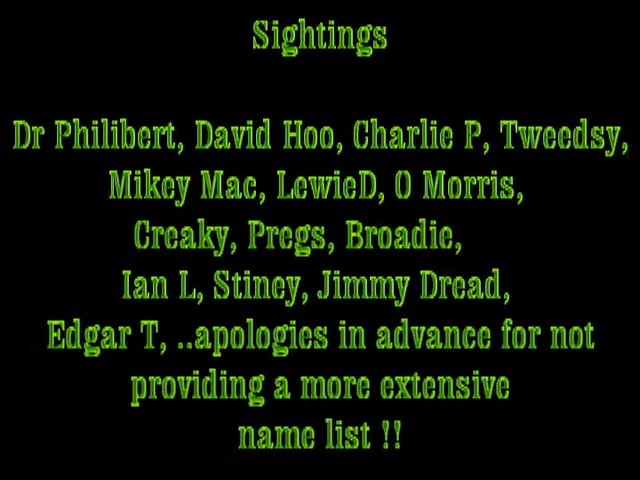 Sightings
Dr Philibert, David Hoo, Charlie P, Tweedsy,
Mikey Mac, LewieD, O Morris,
Creaky, Pregs, Broadie,
Ian L, Stiney, Jimmy Dread,
Edgar T, ..apologies in advance for not
providing a more extensive
name list !!